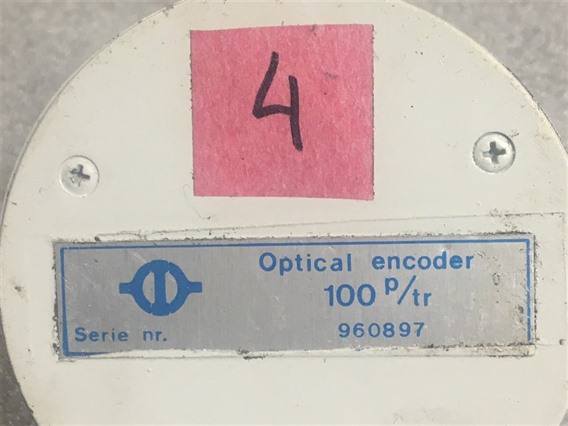 4
Optical encoder
100 p/tr
Serie nr. 960897